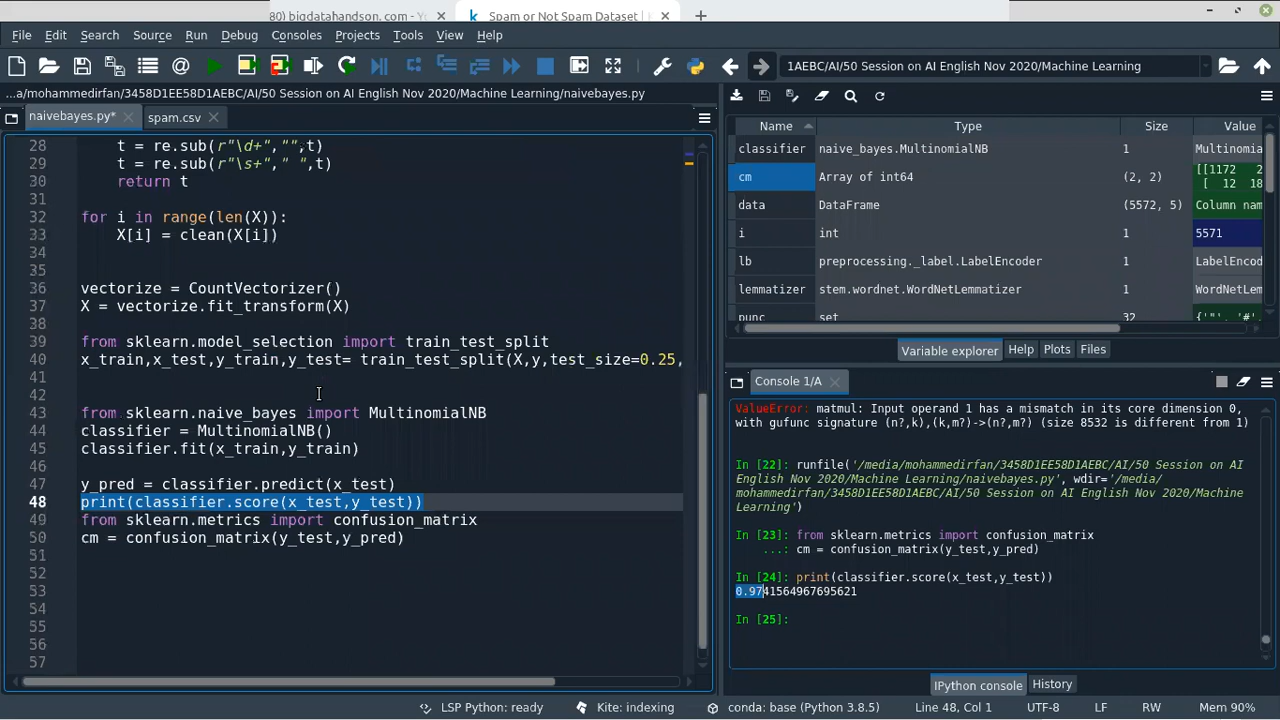 80) bigdatahandson. com - Yo
Spam or Not Spam Dataset |
File Edit Search Source Run Debug Consoles Projects Tools View Help
1AEBC/AI/50 Session on AI English Nov 2020/Machine Learning
...a/mohammedirfan/3458D1EE58D1AEBC/AI/50 Session on AI English Nov 2020/Machine Learning/naivebayes.py
naivebayes.py* spam.csv
28 t = re.sub(r"\d+","",t)
29 t = re.sub(r"\s+"," ",t)
30 return t
31
32 for i in range(len(X)):
33 X[i] = clean(X[i])
34
35
36 vectorize = CountVectorizer()
37 X = vectorize.fit_transform(X)
38
39 from sklearn.model_selection import train_test_split
40 x_train,x_test,y_train,y_test= train_test_split(X,y,test_size=0.25,
41
42
43 from sklearn.naive_bayes import MultinomialNB
44 classifier = MultinomialNB()
45 classifier.fit(x_train,y_train)
46
47 y_pred = classifier.predict(x_test)
48 print(classifier.score(x_test,y_test))
49 from sklearn.metrics import confusion_matrix
50 cm = confusion_matrix(y_test,y_pred)
51
52
53
54
55
56
57
Name Type Size Value
classifier naive_bayes.MultinomialNB 1 Multinomia
cm Array of int64 (2, 2) [[1172 2
[ 12 18
data DataFrame (5572, 5) Column nam
i int 1 5571
lb preprocessing._label.LabelEncoder 1 LabelEncod
lemmatizer stem.wordnet.WordNetLemmatizer 1 WordNetLem
punc set 32 {'"', '#',
Variable explorer Help Plots Files
Console 1/A
ValueError: matmul: Input operand 1 has a mismatch in its core dimension 0,
with gufunc signature (n?,k),(k,m?)->(n?,m?) (size 8532 is different from 1)
In [22]: runfile('/media/mohammedirfan/3458D1EE58D1AEBC/AI/50 Session on AI
English Nov 2020/Machine Learning/naivebayes.py', wdir='/media/
mohammedirfan/3458D1EE58D1AEBC/AI/50 Session on AI English Nov 2020/Machine
Learning')
In [23]: from sklearn.metrics import confusion_matrix
...: cm = confusion_matrix(y_test,y_pred)
In [24]: print(classifier.score(x_test,y_test))
0.9741564967695621
In [25]:
IPython console History
LSP Python: ready Kite: indexing conda: base (Python 3.8.5) Line 48, Col 1 UTF-8 LF RW Mem 90%